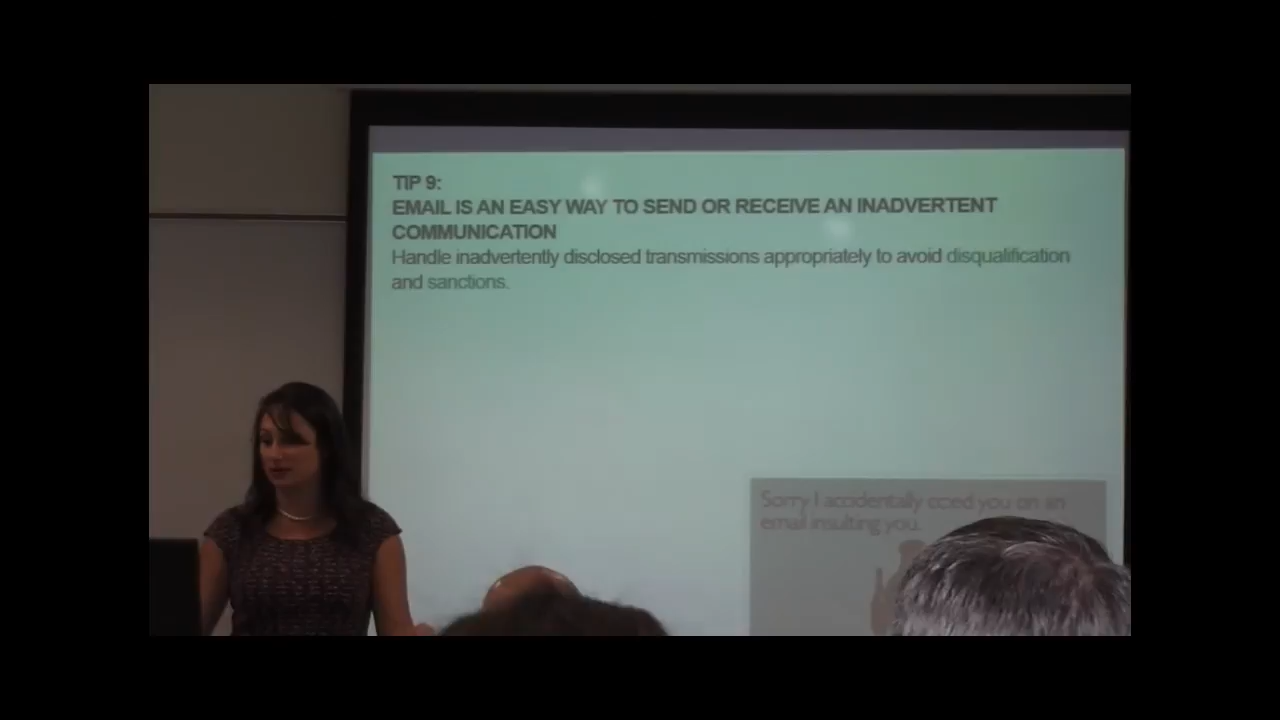 TIP 9:
EMAIL IS AN EASY WAY TO SEND OR RECEIVE AN INADVERTENT
COMMUNICATION
Handle inadvertently disclosed transmissions appropriately to avoid disqualification
and sanctions.
Sorry I accidentally cced you on an
email insulting you.